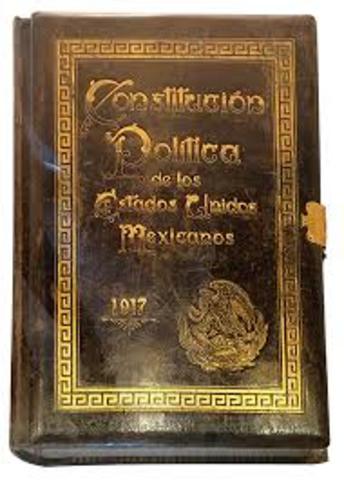 Constitución
Política
de los
Estados Unidos
Mexicanos
1917